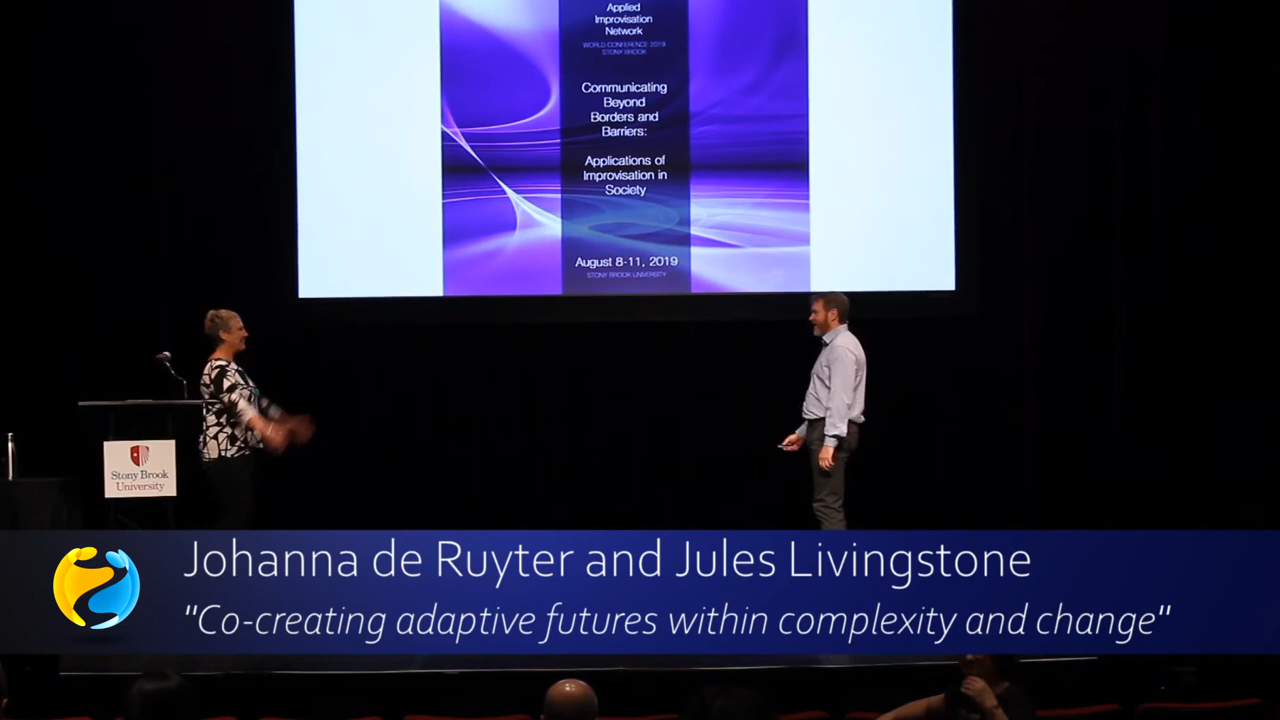 Applied
Improvisation
Network
WORLD CONFERENCE 2019
STONY BROOK
Communicating
Beyond
Borders and
Barriers:
Applications of
Improvisation in
Society
August 8-11, 2019
STONY BROOK UNIVERSITY
Stony Brook
University
Johanna de Ruyter and Jules Livingstone
"Co-creating adaptive futures within complexity and change"